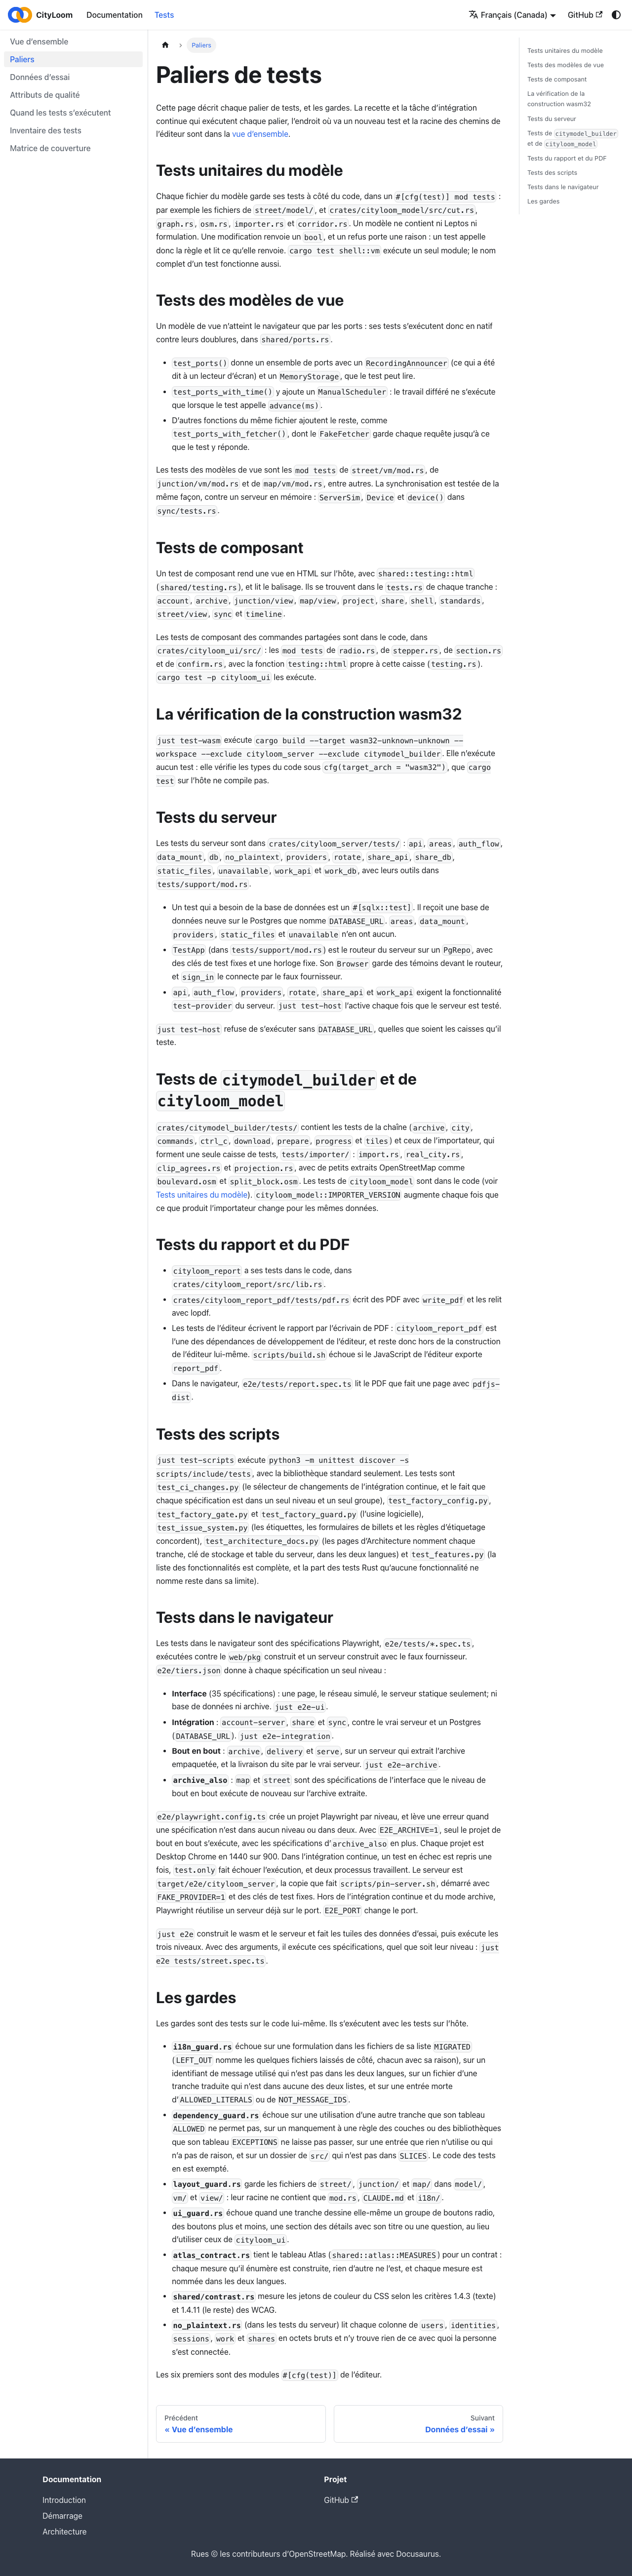 CityLoom Documentation Tests Français (Canada) GitHub
Vue d’ensemble
Paliers
Données d’essai
Attributs de qualité
Quand les tests s’exécutent
Inventaire des tests
Matrice de couverture
Paliers
Paliers de tests
Cette page décrit chaque palier de tests, et les gardes. La recette et la tâche d’intégration
continue qui exécutent chaque palier, l’endroit où va un nouveau test et la racine des chemins de
l’éditeur sont dans la vue d’ensemble.
Tests unitaires du modèle
Chaque fichier du modèle garde ses tests à côté du code, dans un #[cfg(test)] mod tests :
par exemple les fichiers de street/model/, et crates/cityloom_model/src/cut.rs,
graph.rs, osm.rs, importer.rs et corridor.rs. Un modèle ne contient ni Leptos ni
formulation. Une modification renvoie un bool, et un refus porte une raison : un test appelle
donc la règle et lit ce qu’elle renvoie. cargo test shell::vm exécute un seul module; le nom
complet d’un test fonctionne aussi.
Tests des modèles de vue
Un modèle de vue n’atteint le navigateur que par les ports : ses tests s’exécutent donc en natif
contre leurs doublures, dans shared/ports.rs.
test_ports() donne un ensemble de ports avec un RecordingAnnouncer (ce qui a été
dit à un lecteur d’écran) et un MemoryStorage, que le test peut lire.
test_ports_with_time() y ajoute un ManualScheduler : le travail différé ne s’exécute
que lorsque le test appelle advance(ms).
D’autres fonctions du même fichier ajoutent le reste, comme
test_ports_with_fetcher(), dont le FakeFetcher garde chaque requête jusqu’à ce
que le test y réponde.
Les tests des modèles de vue sont les mod tests de street/vm/mod.rs, de
junction/vm/mod.rs et de map/vm/mod.rs, entre autres. La synchronisation est testée de la
même façon, contre un serveur en mémoire : ServerSim, Device et device() dans
sync/tests.rs.
Tests de composant
Un test de composant rend une vue en HTML sur l’hôte, avec shared::testing::html
(shared/testing.rs), et lit le balisage. Ils se trouvent dans le tests.rs de chaque tranche :
account, archive, junction/view, map/view, project, share, shell, standards,
street/view, sync et timeline.
Les tests de composant des commandes partagées sont dans le code, dans
crates/cityloom_ui/src/ : les mod tests de radio.rs, de stepper.rs, de section.rs
et de confirm.rs, avec la fonction testing::html propre à cette caisse (testing.rs).
cargo test -p cityloom_ui les exécute.
La vérification de la construction wasm32
just test-wasm exécute cargo build --target wasm32-unknown-unknown --
workspace --exclude cityloom_server --exclude citymodel_builder. Elle n’exécute
aucun test : elle vérifie les types du code sous cfg(target_arch = "wasm32"), que cargo
test sur l’hôte ne compile pas.
Tests du serveur
Les tests du serveur sont dans crates/cityloom_server/tests/ : api, areas, auth_flow,
data_mount, db, no_plaintext, providers, rotate, share_api, share_db,
static_files, unavailable, work_api et work_db, avec leurs outils dans
tests/support/mod.rs.
Un test qui a besoin de la base de données est un #[sqlx::test]. Il reçoit une base de
données neuve sur le Postgres que nomme DATABASE_URL. areas, data_mount,
providers, static_files et unavailable n’en ont aucun.
TestApp (dans tests/support/mod.rs) est le routeur du serveur sur un PgRepo, avec
des clés de test fixes et une horloge fixe. Son Browser garde des témoins devant le routeur,
et sign_in le connecte par le faux fournisseur.
api, auth_flow, providers, rotate, share_api et work_api exigent la fonctionnalité
test-provider du serveur. just test-host l’active chaque fois que le serveur est testé.
just test-host refuse de s’exécuter sans DATABASE_URL, quelles que soient les caisses qu’il
teste.
Tests de citymodel_builder et de
cityloom_model
crates/citymodel_builder/tests/ contient les tests de la chaîne (archive, city,
commands, ctrl_c, download, prepare, progress et tiles) et ceux de l’importateur, qui
forment une seule caisse de tests, tests/importer/ : import.rs, real_city.rs,
clip_agrees.rs et projection.rs, avec de petits extraits OpenStreetMap comme
boulevard.osm et split_block.osm. Les tests de cityloom_model sont dans le code (voir
Tests unitaires du modèle). cityloom_model::IMPORTER_VERSION augmente chaque fois que
ce que produit l’importateur change pour les mêmes données.
Tests du rapport et du PDF
cityloom_report a ses tests dans le code, dans
crates/cityloom_report/src/lib.rs.
crates/cityloom_report_pdf/tests/pdf.rs écrit des PDF avec write_pdf et les relit
avec lopdf.
Les tests de l’éditeur écrivent le rapport par l’écrivain de PDF : cityloom_report_pdf est
l’une des dépendances de développement de l’éditeur, et reste donc hors de la construction
de l’éditeur lui-même. scripts/build.sh échoue si le JavaScript de l’éditeur exporte
report_pdf.
Dans le navigateur, e2e/tests/report.spec.ts lit le PDF que fait une page avec pdfjs-
dist.
Tests des scripts
just test-scripts exécute python3 -m unittest discover -s
scripts/include/tests, avec la bibliothèque standard seulement. Les tests sont
test_ci_changes.py (le sélecteur de changements de l’intégration continue, et le fait que
chaque spécification est dans un seul niveau et un seul groupe), test_factory_config.py,
test_factory_gate.py et test_factory_guard.py (l’usine logicielle),
test_issue_system.py (les étiquettes, les formulaires de billets et les règles d’étiquetage
concordent), test_architecture_docs.py (les pages d’Architecture nomment chaque
tranche, clé de stockage et table du serveur, dans les deux langues) et test_features.py (la
liste des fonctionnalités est complète, et la part des tests Rust qu’aucune fonctionnalité ne
nomme reste dans sa limite).
Tests dans le navigateur
Les tests dans le navigateur sont des spécifications Playwright, e2e/tests/*.spec.ts,
exécutées contre le web/pkg construit et un serveur construit avec le faux fournisseur.
e2e/tiers.json donne à chaque spécification un seul niveau :
Interface (35 spécifications) : une page, le réseau simulé, le serveur statique seulement; ni
base de données ni archive. just e2e-ui.
Intégration : account-server, share et sync, contre le vrai serveur et un Postgres
(DATABASE_URL). just e2e-integration.
Bout en bout : archive, delivery et serve, sur un serveur qui extrait l’archive
empaquetée, et la livraison du site par le vrai serveur. just e2e-archive.
archive_also : map et street sont des spécifications de l’interface que le niveau de
bout en bout exécute de nouveau sur l’archive extraite.
e2e/playwright.config.ts crée un projet Playwright par niveau, et lève une erreur quand
une spécification n’est dans aucun niveau ou dans deux. Avec E2E_ARCHIVE=1, seul le projet de
bout en bout s’exécute, avec les spécifications d’archive_also en plus. Chaque projet est
Desktop Chrome en 1440 sur 900. Dans l’intégration continue, un test en échec est repris une
fois, test.only fait échouer l’exécution, et deux processus travaillent. Le serveur est
target/e2e/cityloom_server, la copie que fait scripts/pin-server.sh, démarré avec
FAKE_PROVIDER=1 et des clés de test fixes. Hors de l’intégration continue et du mode archive,
Playwright réutilise un serveur déjà sur le port. E2E_PORT change le port.
just e2e construit le wasm et le serveur et fait les tuiles des données d’essai, puis exécute les
trois niveaux. Avec des arguments, il exécute ces spécifications, quel que soit leur niveau : just
e2e tests/street.spec.ts.
Les gardes
Les gardes sont des tests sur le code lui-même. Ils s’exécutent avec les tests sur l’hôte.
i18n_guard.rs échoue sur une formulation dans les fichiers de sa liste MIGRATED
(LEFT_OUT nomme les quelques fichiers laissés de côté, chacun avec sa raison), sur un
identifiant de message utilisé qui n’est pas dans les deux langues, sur un fichier d’une
tranche traduite qui n’est dans aucune des deux listes, et sur une entrée morte
d’ALLOWED_LITERALS ou de NOT_MESSAGE_IDS.
dependency_guard.rs échoue sur une utilisation d’une autre tranche que son tableau
ALLOWED ne permet pas, sur un manquement à une règle des couches ou des bibliothèques
que son tableau EXCEPTIONS ne laisse pas passer, sur une entrée que rien n’utilise ou qui
n’a pas de raison, et sur un dossier de src/ qui n’est pas dans SLICES. Le code des tests
en est exempté.
layout_guard.rs garde les fichiers de street/, junction/ et map/ dans model/,
vm/ et view/ : leur racine ne contient que mod.rs, CLAUDE.md et i18n/.
ui_guard.rs échoue quand une tranche dessine elle-même un groupe de boutons radio,
des boutons plus et moins, une section des détails avec son titre ou une question, au lieu
d’utiliser ceux de cityloom_ui.
atlas_contract.rs tient le tableau Atlas (shared::atlas::MEASURES) pour un contrat :
chaque mesure qu’il énumère est construite, rien d’autre ne l’est, et chaque mesure est
nommée dans les deux langues.
shared/contrast.rs mesure les jetons de couleur du CSS selon les critères 1.4.3 (texte)
et 1.4.11 (le reste) des WCAG.
no_plaintext.rs (dans les tests du serveur) lit chaque colonne de users, identities,
sessions, work et shares en octets bruts et n’y trouve rien de ce avec quoi la personne
s’est connectée.
Les six premiers sont des modules #[cfg(test)] de l’éditeur.
Précédent
« Vue d’ensemble
Suivant
Données d’essai »
Tests unitaires du modèle
Tests des modèles de vue
Tests de composant
La vérification de la
construction wasm32
Tests du serveur
Tests de citymodel_builder
et de cityloom_model
Tests du rapport et du PDF
Tests des scripts
Tests dans le navigateur
Les gardes
Documentation
Introduction
Démarrage
Architecture
Projet
GitHub
Rues © les contributeurs d’OpenStreetMap. Réalisé avec Docusaurus.